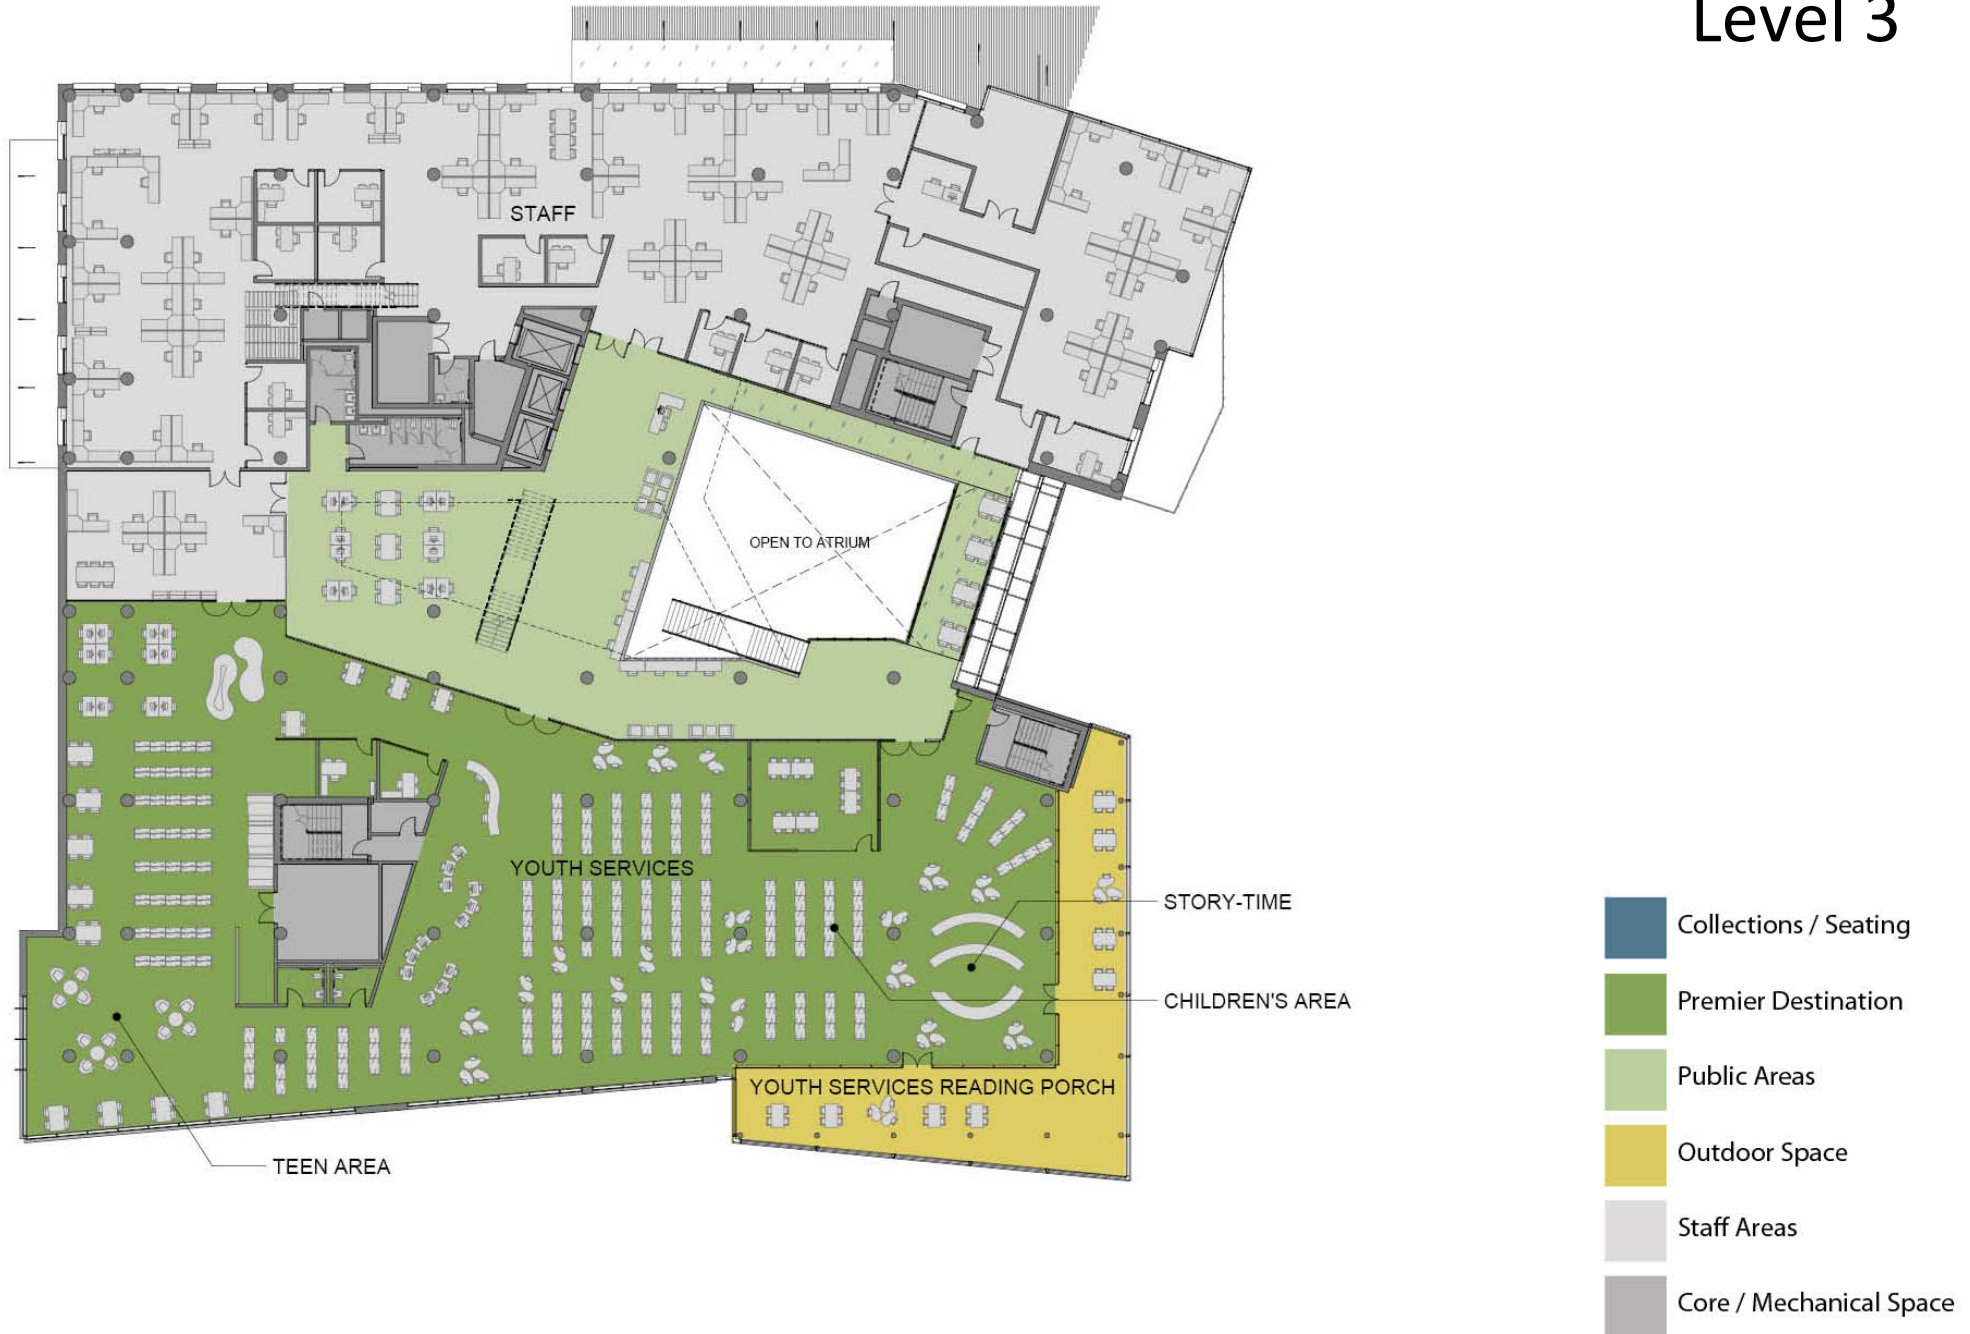 Level 3
STAFF
OPEN TO ATRIUM
YOUTH SERVICES
STORY-TIME
CHILDREN'S AREA
YOUTH SERVICES READING PORCH
TEEN AREA
Collections / Seating
Premier Destination
Public Areas
Outdoor Space
Staff Areas
Core / Mechanical Space